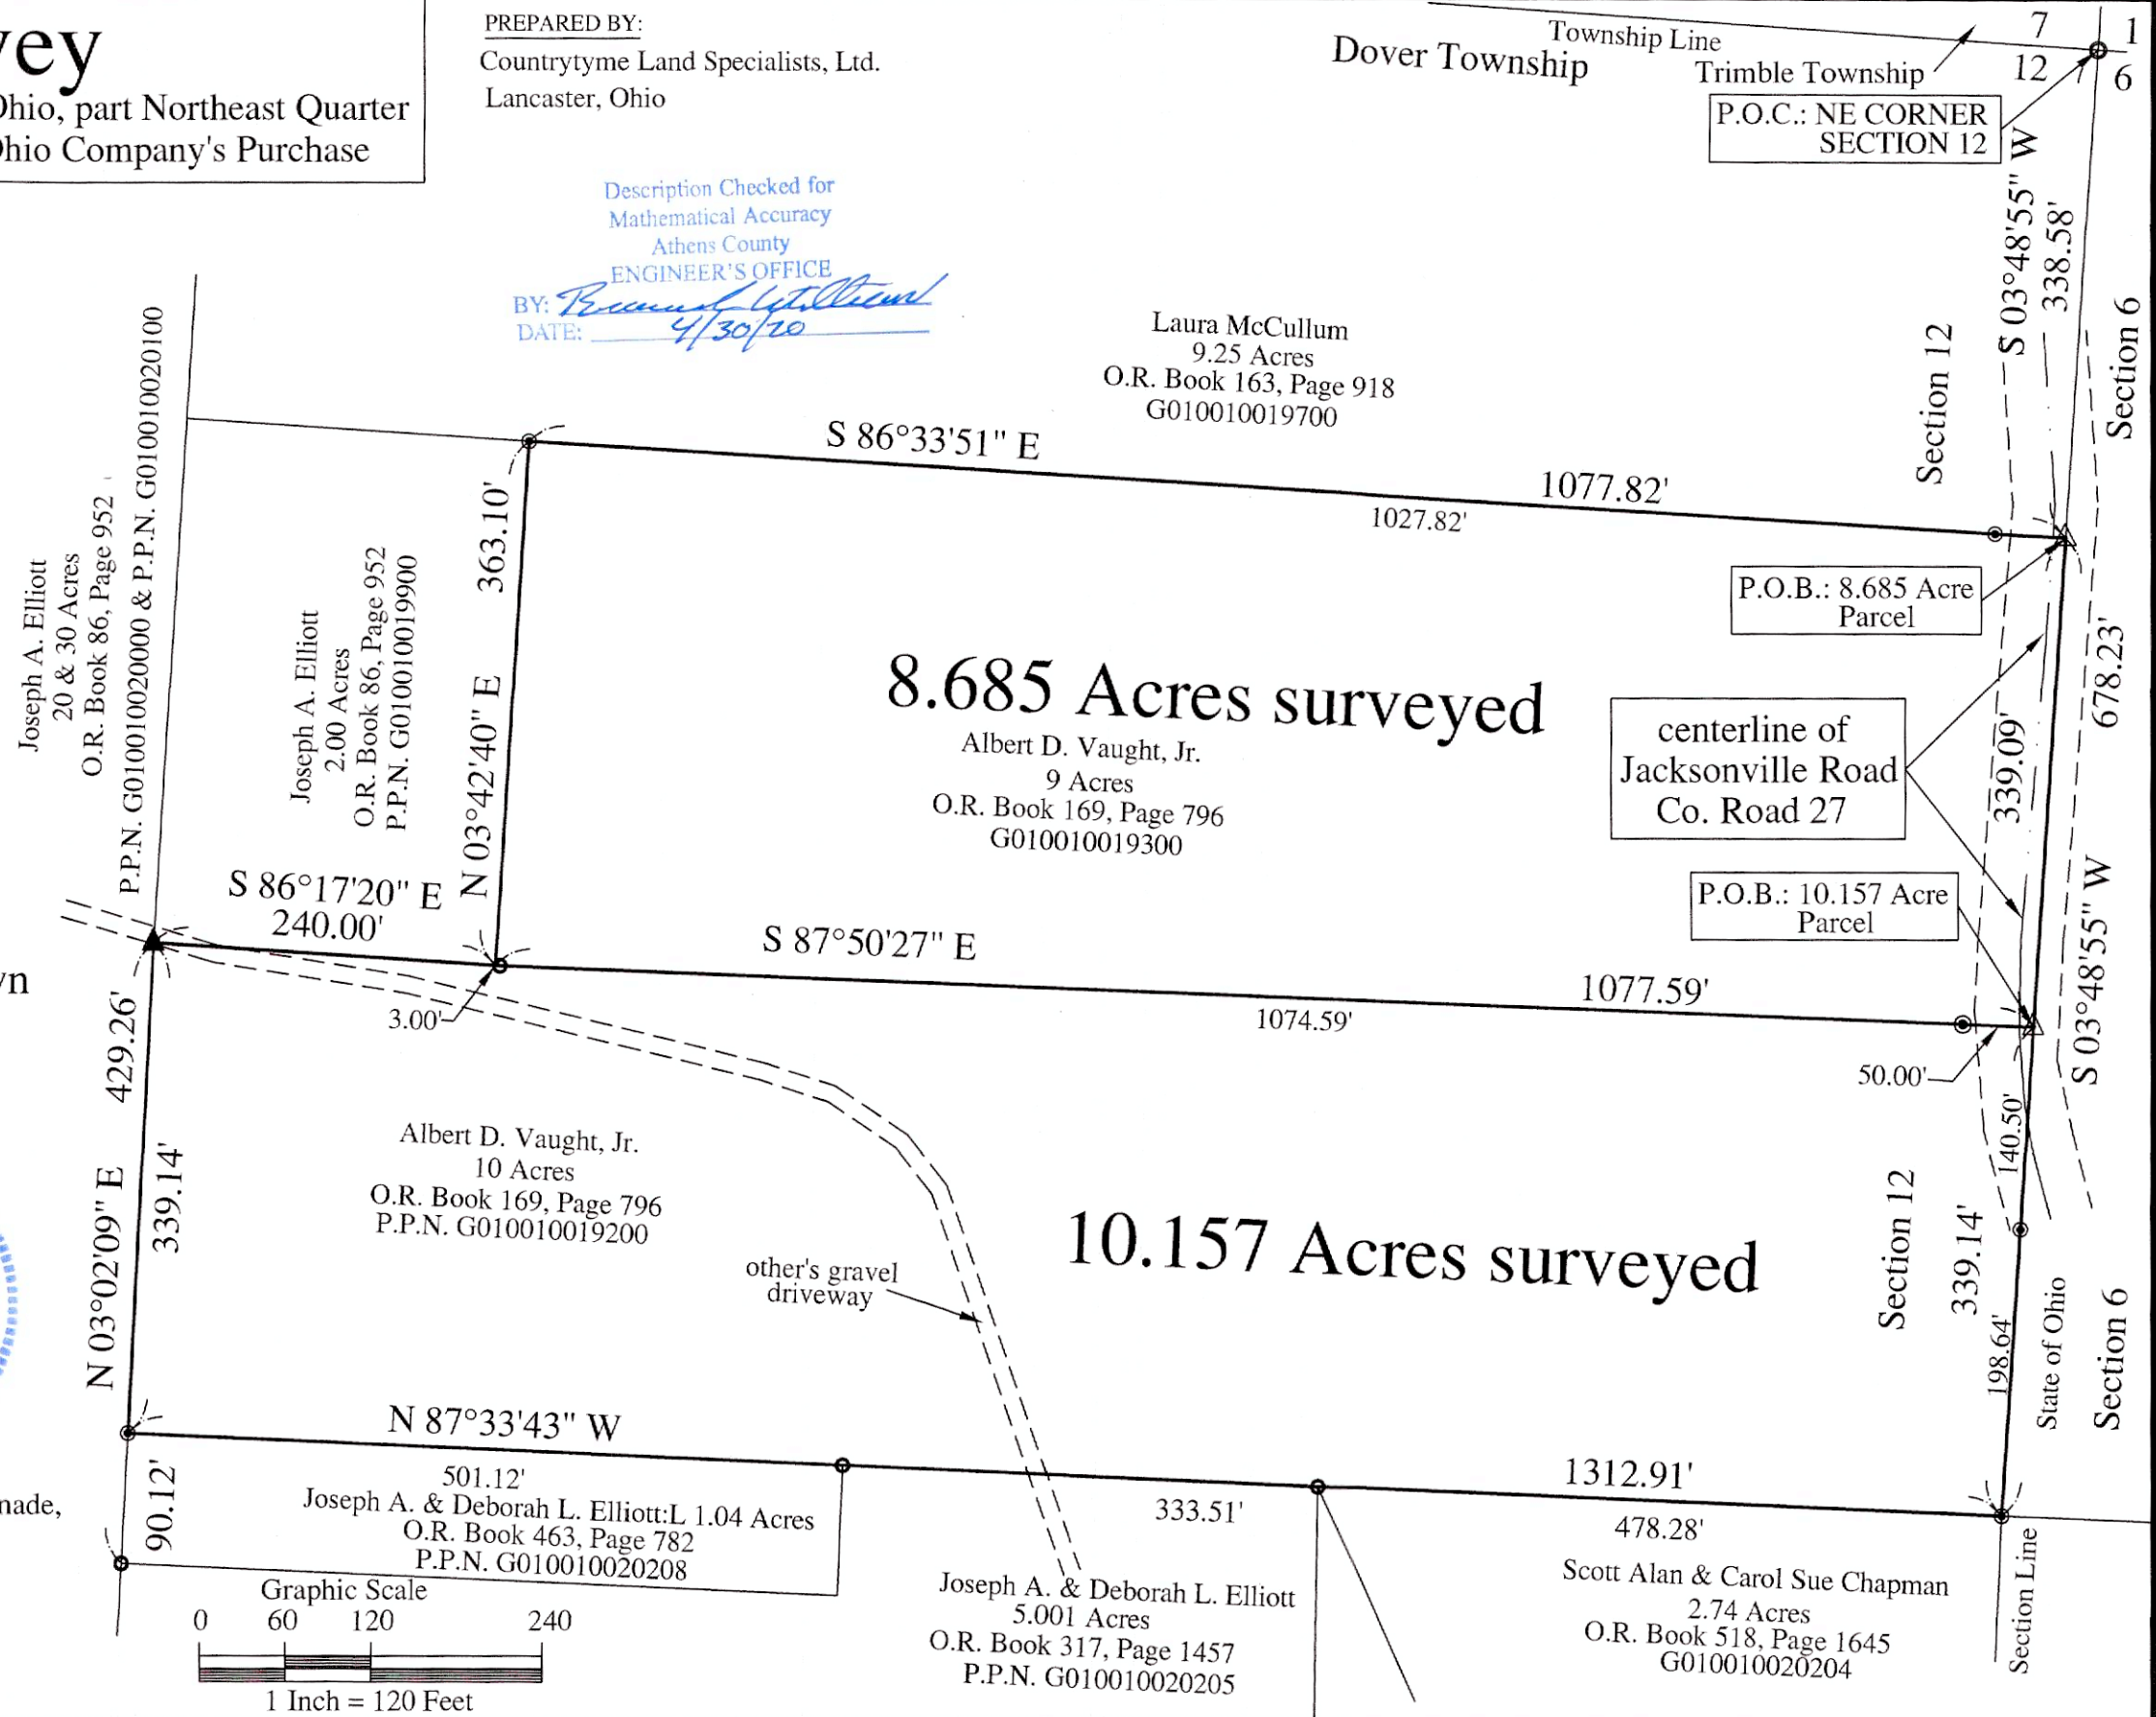 vey
Ohio, part Northeast Quarter
Ohio Company's Purchase
PREPARED BY:
Countrytyme Land Specialists, Ltd.
Lancaster, Ohio
Description Checked for
Mathematical Accuracy
Athens County
ENGINEER'S OFFICE
BY:
DATE: 4/30/20
Dover Township
Township Line
Trimble Township
7
1
12
6
P.O.C.: NE CORNER
SECTION 12
S 03°48'55" W
338.58'
Section 12
Section 6
Laura McCullum
9.25 Acres
O.R. Book 163, Page 918
G010010019700
S 86°33'51" E
1077.82'
1027.82'
Joseph A. Elliott
20 & 30 Acres
O.R. Book 86, Page 952
P.P.N. G010010020000 & P.P.N. G010010020100
Joseph A. Elliott
2.00 Acres
O.R. Book 86, Page 952
P.P.N. G010010019900
363.10'
N 03°42'40" E
P.O.B.: 8.685 Acre
Parcel
8.685 Acres surveyed
Albert D. Vaught, Jr.
9 Acres
O.R. Book 169, Page 796
G010010019300
centerline of
Jacksonville Road
Co. Road 27
339.09'
678.23'
S 03°48'55" W
P.O.B.: 10.157 Acre
Parcel
S 86°17'20" E
240.00'
S 87°50'27" E
1077.59'
1074.59'
3.00'
50.00'
vn
429.26'
339.14'
N 03°02'09" E
Albert D. Vaught, Jr.
10 Acres
O.R. Book 169, Page 796
P.P.N. G010010019200
other's gravel
driveway
10.157 Acres surveyed
140.50'
Section 12
339.14'
198.64'
State of Ohio
Section 6
N 87°33'43" W
1312.91'
501.12'
333.51'
478.28'
90.12'
nade,
Joseph A. & Deborah L. Elliott:L 1.04 Acres
O.R. Book 463, Page 782
P.P.N. G010010020208
Joseph A. & Deborah L. Elliott
5.001 Acres
O.R. Book 317, Page 1457
P.P.N. G010010020205
Scott Alan & Carol Sue Chapman
2.74 Acres
O.R. Book 518, Page 1645
G010010020204
Section Line
Graphic Scale
0 60 120 240
1 Inch = 120 Feet